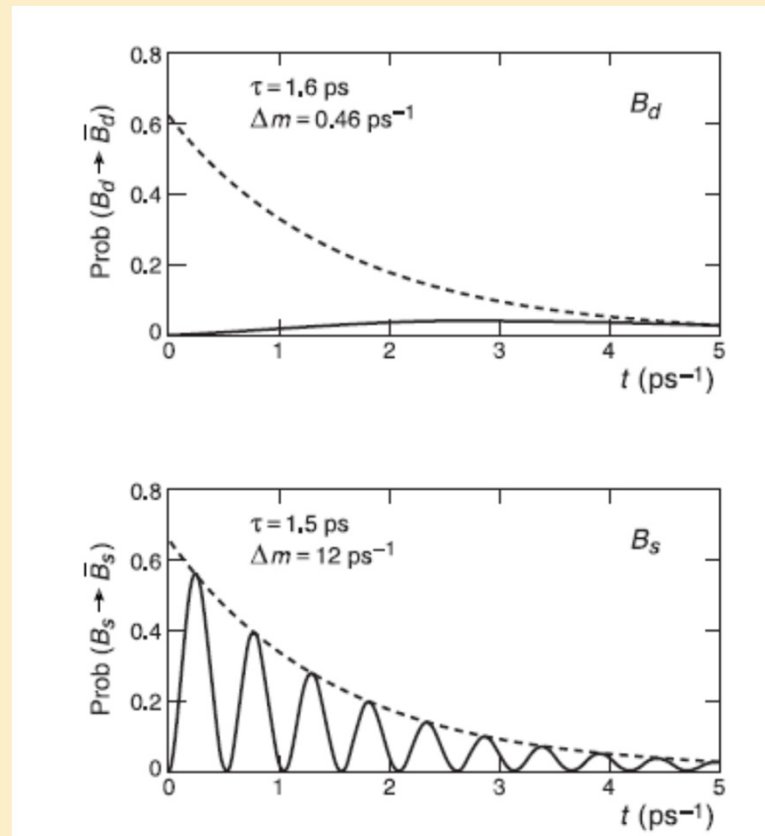 0.8
τ=1.6 ps
B_d
Δm=0.46 ps⁻¹
0.6
Prob (B_d → B̅_d)
0.4
0.2
0
0 1 2 3 4 5
t (ps⁻¹)
0.8
τ=1.5 ps
B_s
Δm=12 ps⁻¹
0.6
Prob (B_s → B̅_s)
0.4
0.2
0
0 1 2 3 4 5
t (ps⁻¹)